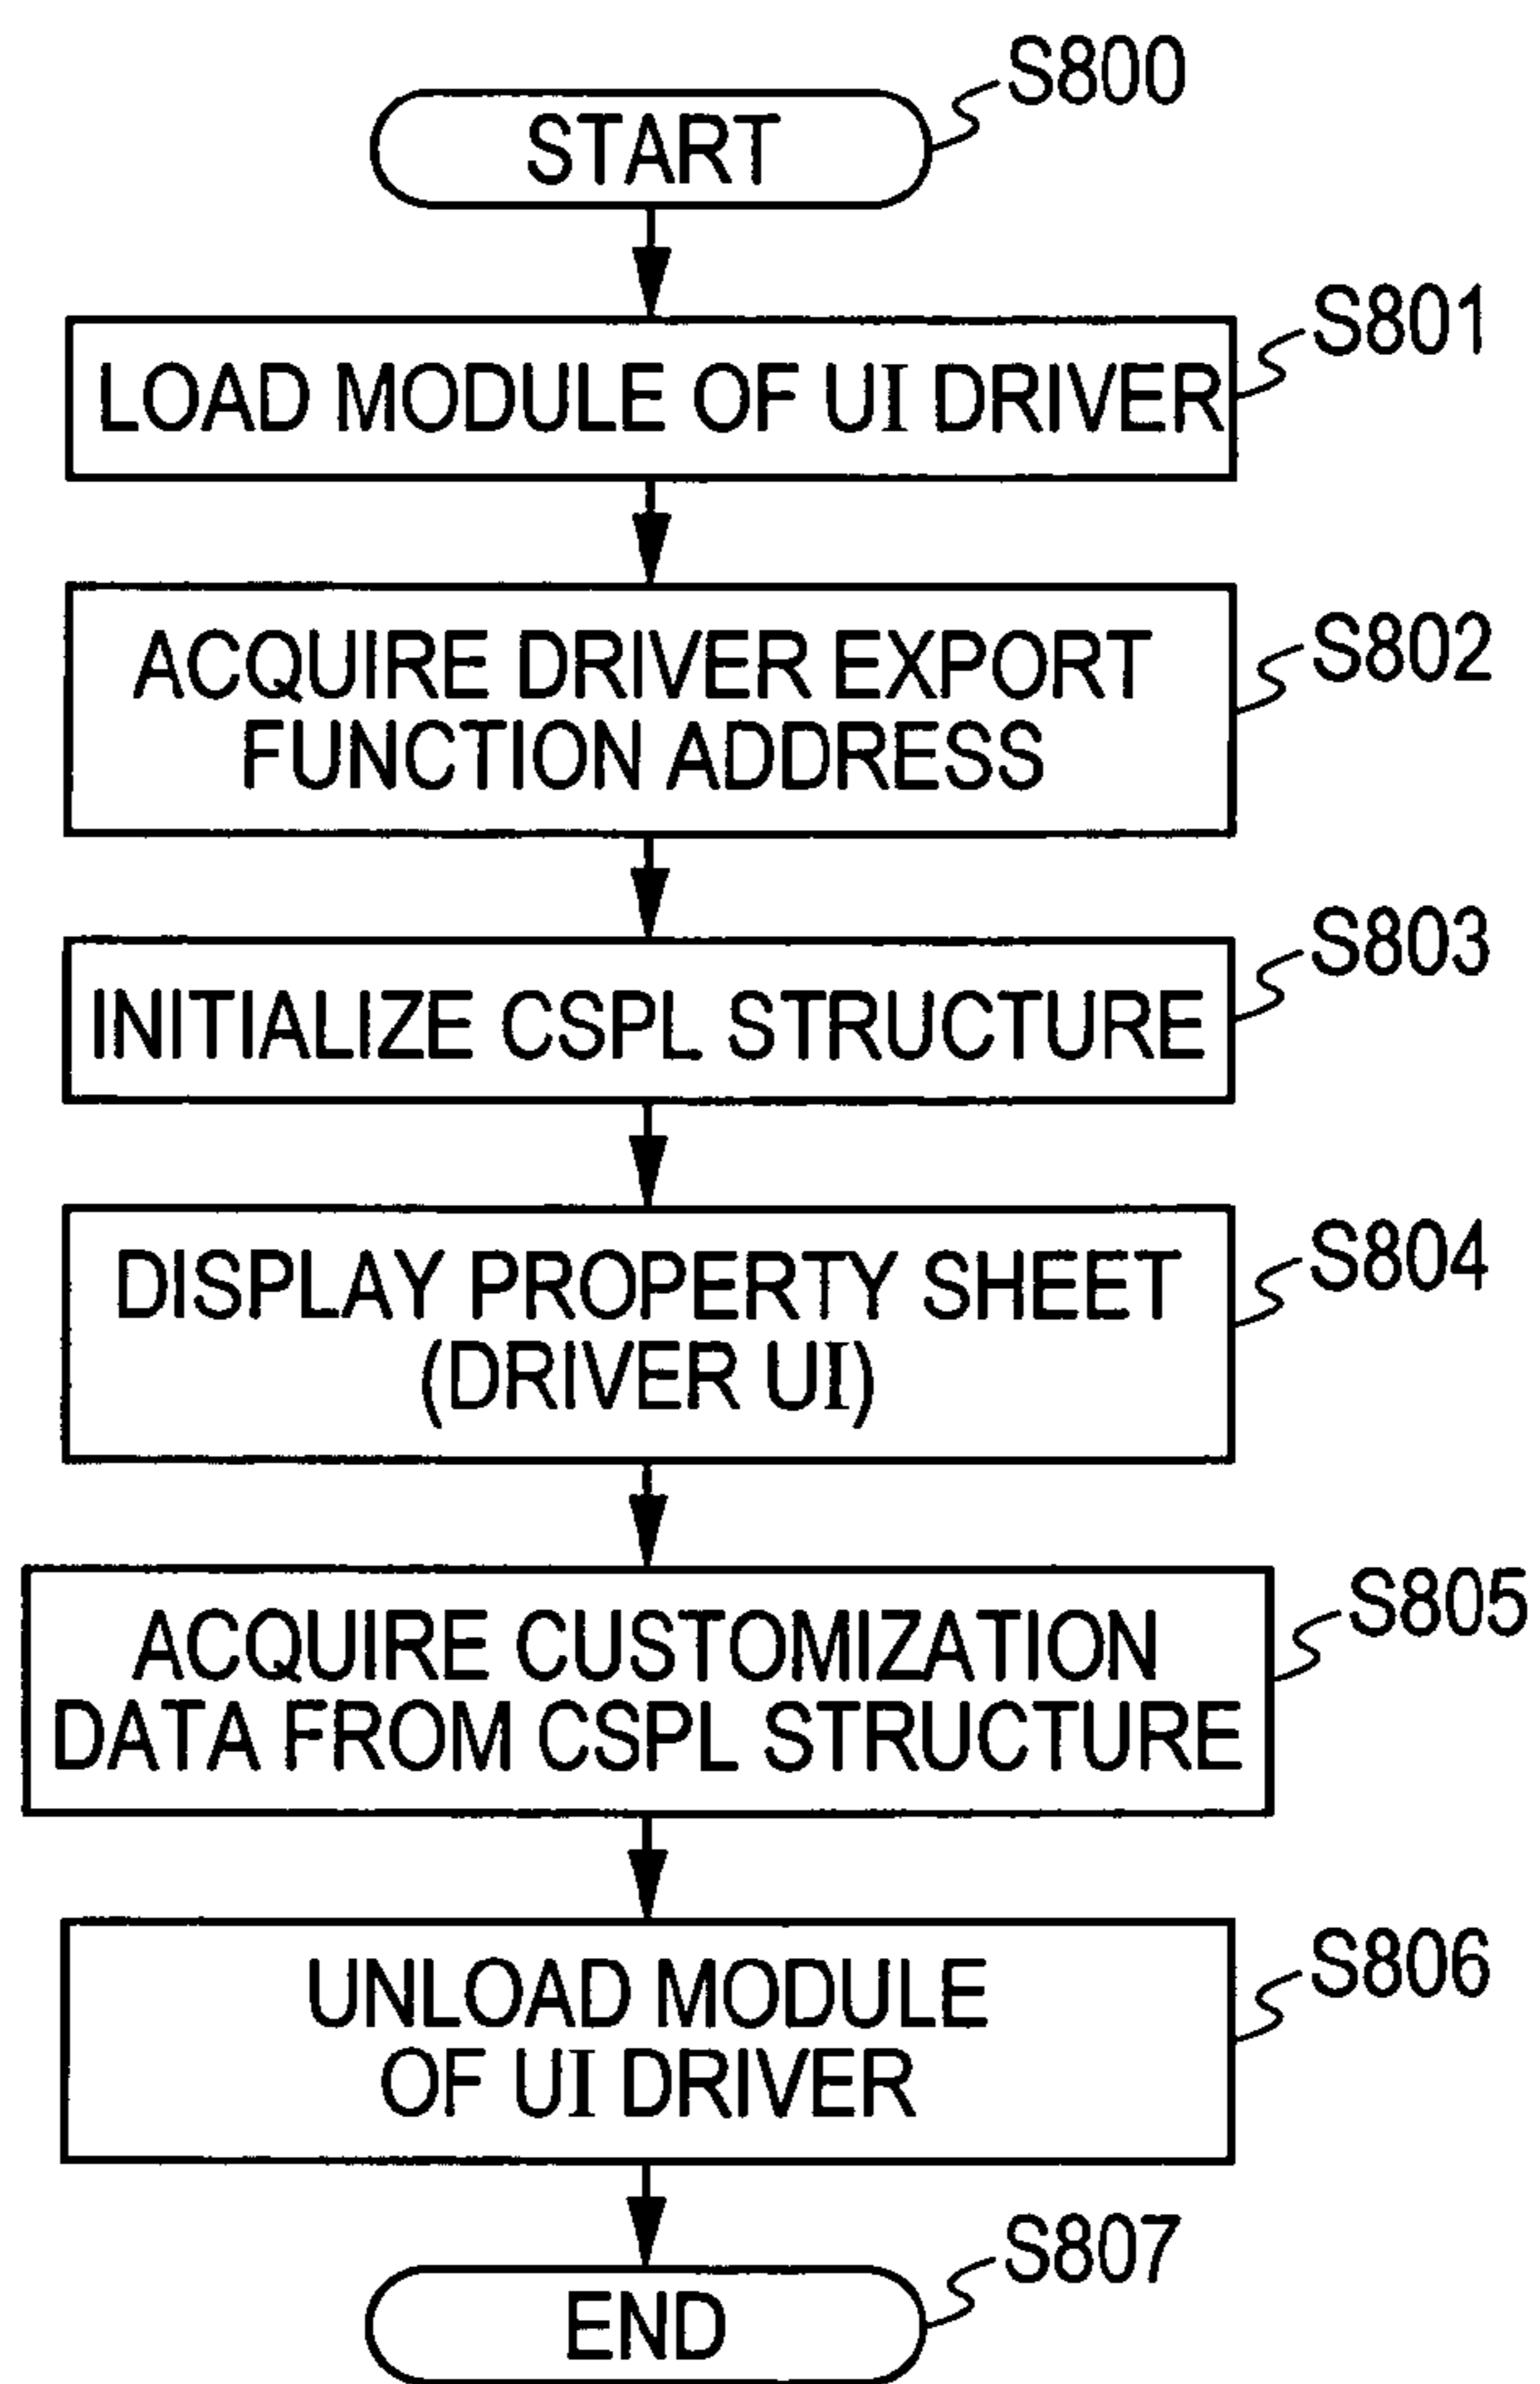 S800
START
S801
LOAD MODULE OF UI DRIVER
S802
ACQUIRE DRIVER EXPORT
FUNCTION ADDRESS
S803
INITIALIZE CSPL STRUCTURE
S804
DISPLAY PROPERTY SHEET
(DRIVER UI)
S805
ACQUIRE CUSTOMIZATION
DATA FROM CSPL STRUCTURE
S806
UNLOAD MODULE
OF UI DRIVER
S807
END